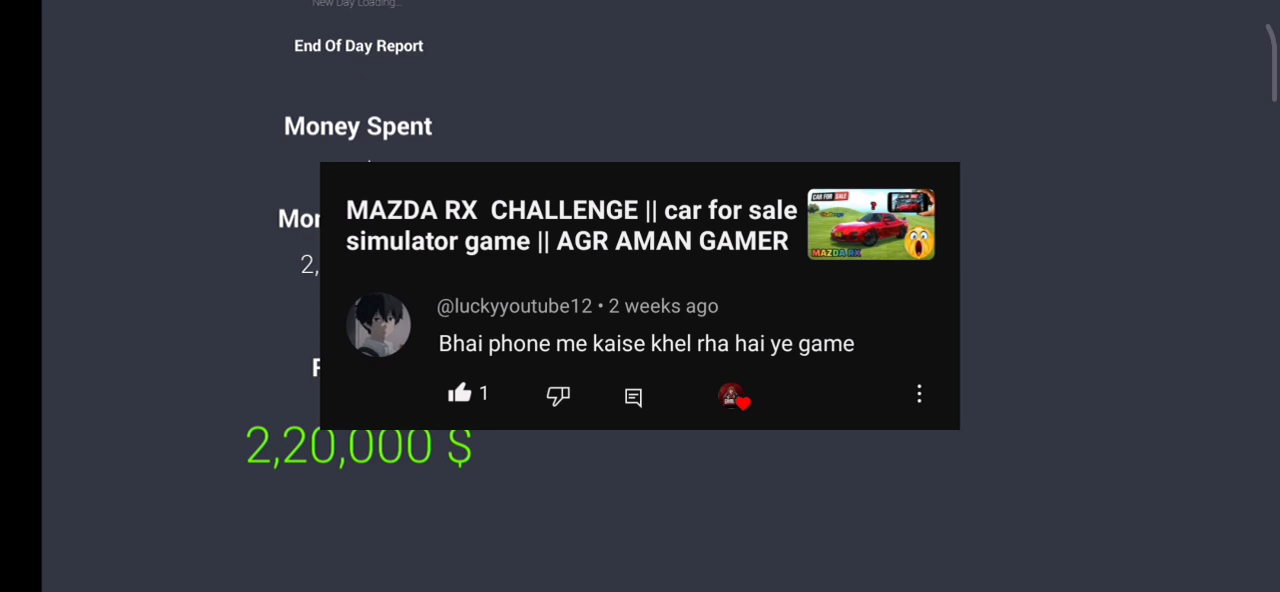 New Day Loading...
End Of Day Report
Money Spent
MAZDA RX CHALLENGE || car for sale
simulator game || AGR AMAN GAMER
CAR FOR SALE
MAZDA RX
@luckyyoutube12 • 2 weeks ago
Bhai phone me kaise khel rha hai ye game
1
2,20,000 $